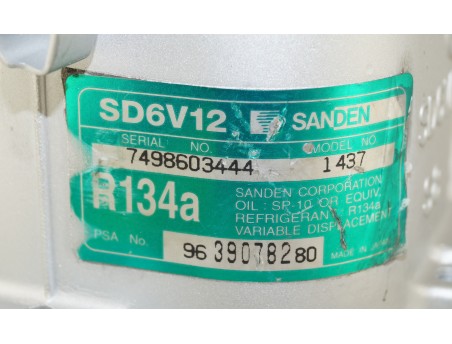 SD6V12 SANDEN
SERIAL NO. MODEL NO
7498603444 1437
R134a
SANDEN CORPORATION
OIL : SP-10 OR EQUIV.
REFRIGERANT R134a
VARIABLE DISPLACEMENT
PSA No. 96 39078280 MADE IN